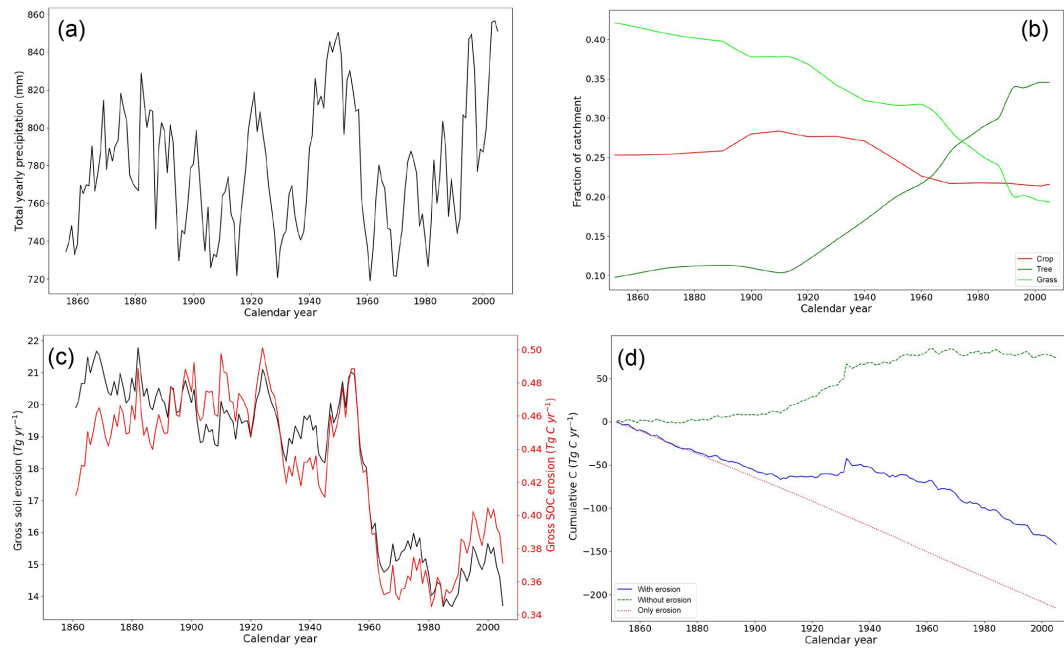 (a)
Total yearly precipitation (mm)
860
840
820
800
780
760
740
720
1860 1880 1900 1920 1940 1960 1980 2000
Calendar year
(b)
Fraction of catchment
0.40
0.35
0.30
0.25
0.20
0.15
0.10
Crop
Tree
Grass
1860 1880 1900 1920 1940 1960 1980 2000
Calendar year
(c)
Gross soil erosion (Tg yr⁻¹)
22
21
20
19
18
17
16
15
14
0.50
0.48
0.46
0.44
0.42
0.40
0.38
0.36
0.34
Gross SOC erosion (Tg C yr⁻¹)
1860 1880 1900 1920 1940 1960 1980 2000
Calendar year
(d)
Cumulative C (Tg C yr⁻¹)
50
0
−50
−100
−150
−200
With erosion
Without erosion
Only erosion
1860 1880 1900 1920 1940 1960 1980 2000
Calendar year